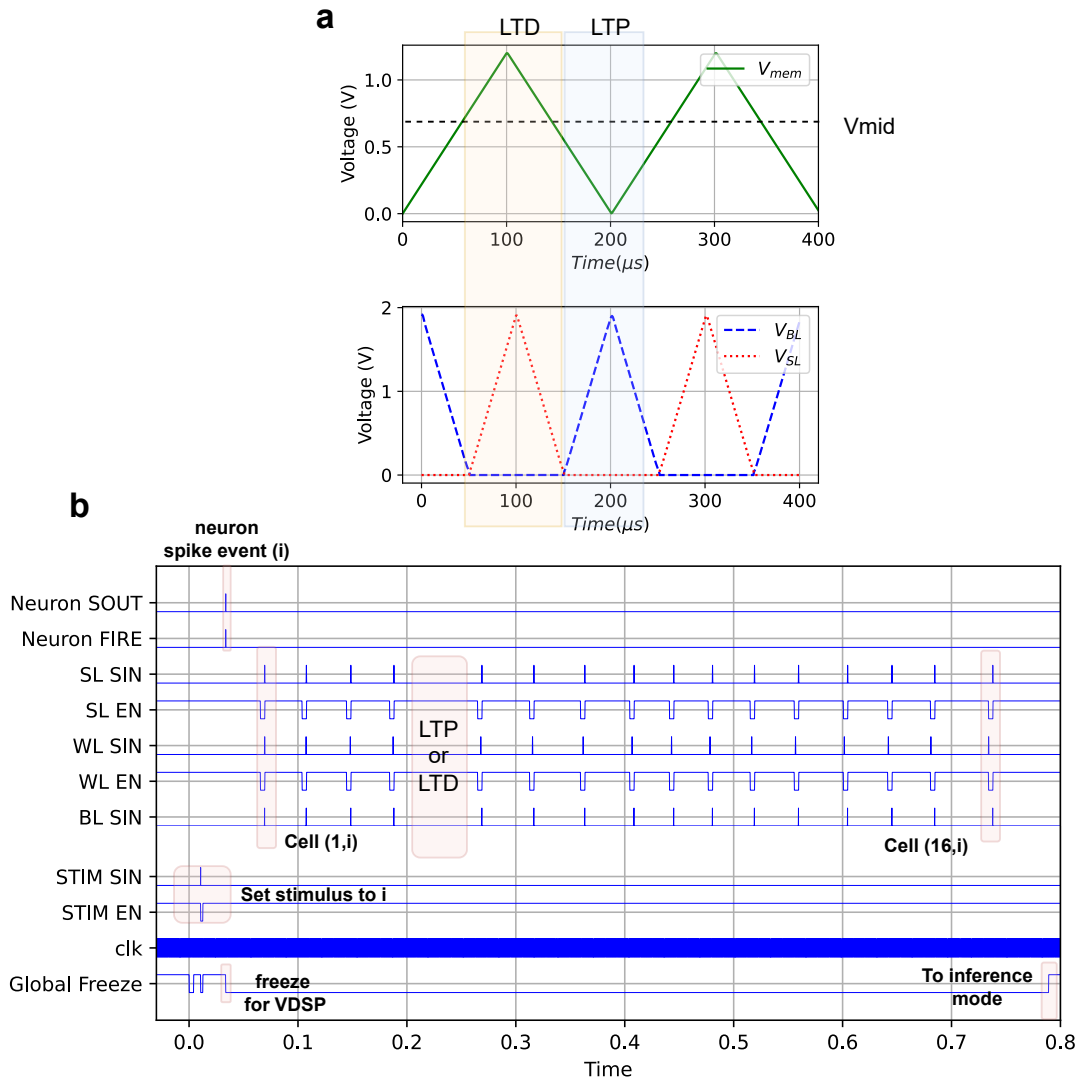 a
LTD LTP
V_mem
Vmid
Voltage (V)
1.0
0.5
0.0
0 100 200 300 400
Time(μs)
V_BL
V_SL
Voltage (V)
2
1
0
0 100 200 300 400
Time(μs)
b
neuron
spike event (i)
Neuron SOUT
Neuron FIRE
SL SIN
SL EN
WL SIN
WL EN
BL SIN
LTP
or
LTD
Cell (1,i)
Cell (16,i)
STIM SIN
Set stimulus to i
STIM EN
clk
Global Freeze
freeze
for VDSP
To inference
mode
0.0 0.1 0.2 0.3 0.4 0.5 0.6 0.7 0.8
Time